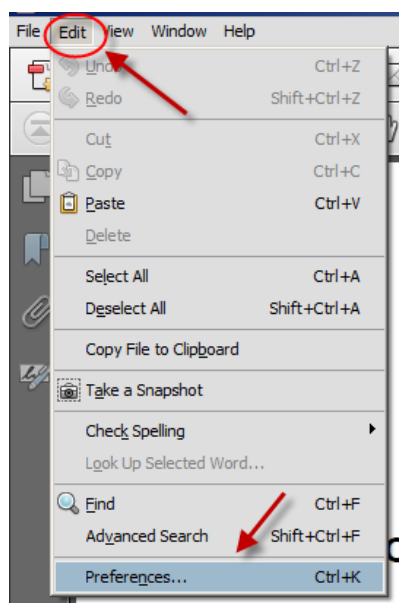 File Edit View Window Help
Undo Ctrl+Z
Redo Shift+Ctrl+Z
Cut Ctrl+X
Copy Ctrl+C
Paste Ctrl+V
Delete
Select All Ctrl+A
Deselect All Shift+Ctrl+A
Copy File to Clipboard
Take a Snapshot
Check Spelling
Look Up Selected Word...
Find Ctrl+F
Advanced Search Shift+Ctrl+F
Preferences... Ctrl+K